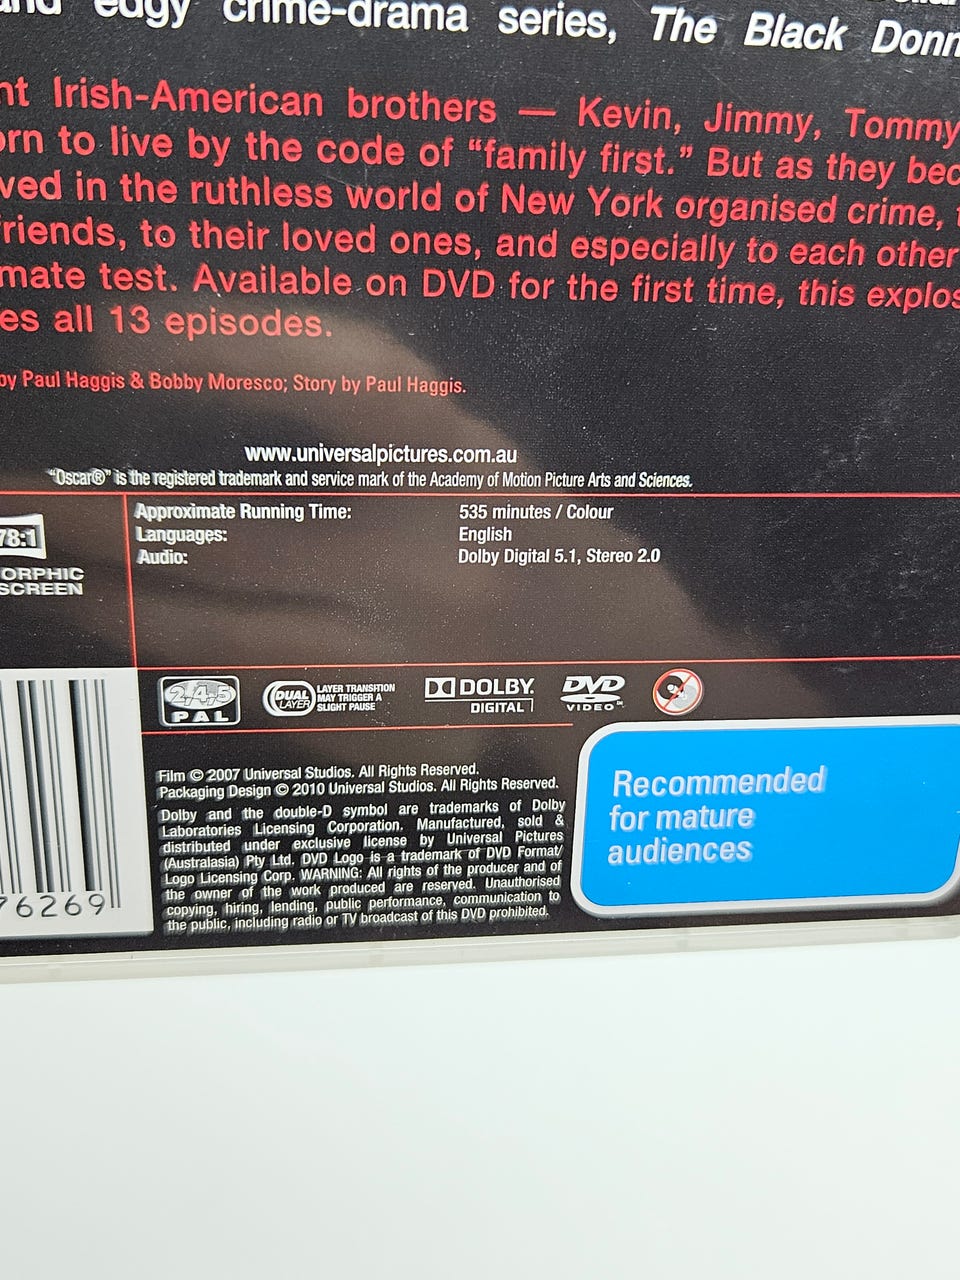 and edgy crime-drama series, The Black Donn
nt Irish-American brothers — Kevin, Jimmy, Tommy
orn to live by the code of “family first.” But as they bec
ved in the ruthless world of New York organised crime, t
riends, to their loved ones, and especially to each other
mate test. Available on DVD for the first time, this explos
es all 13 episodes.
by Paul Haggis & Bobby Moresco; Story by Paul Haggis.
www.universalpictures.com.au
“Oscar®” is the registered trademark and service mark of the Academy of Motion Picture Arts and Sciences.
78:1
ORPHIC
SCREEN
Approximate Running Time: 535 minutes / Colour
Languages: English
Audio: Dolby Digital 5.1, Stereo 2.0
2,4,5
PAL
DUAL
LAYER
LAYER TRANSITION
MAY TRIGGER A
SLIGHT PAUSE
DOLBY
DIGITAL
DVD
VIDEO™
Film © 2007 Universal Studios. All Rights Reserved.
Packaging Design © 2010 Universal Studios. All Rights Reserved.
Dolby and the double-D symbol are trademarks of Dolby
Laboratories Licensing Corporation. Manufactured, sold &
distributed under exclusive license by Universal Pictures
(Australasia) Pty Ltd. DVD Logo is a trademark of DVD Format/
Logo Licensing Corp. WARNING: All rights of the producer and of
the owner of the work produced are reserved. Unauthorised
copying, hiring, lending, public performance, communication to
the public, including radio or TV broadcast of this DVD prohibited.
76269
Recommended
for mature
audiences